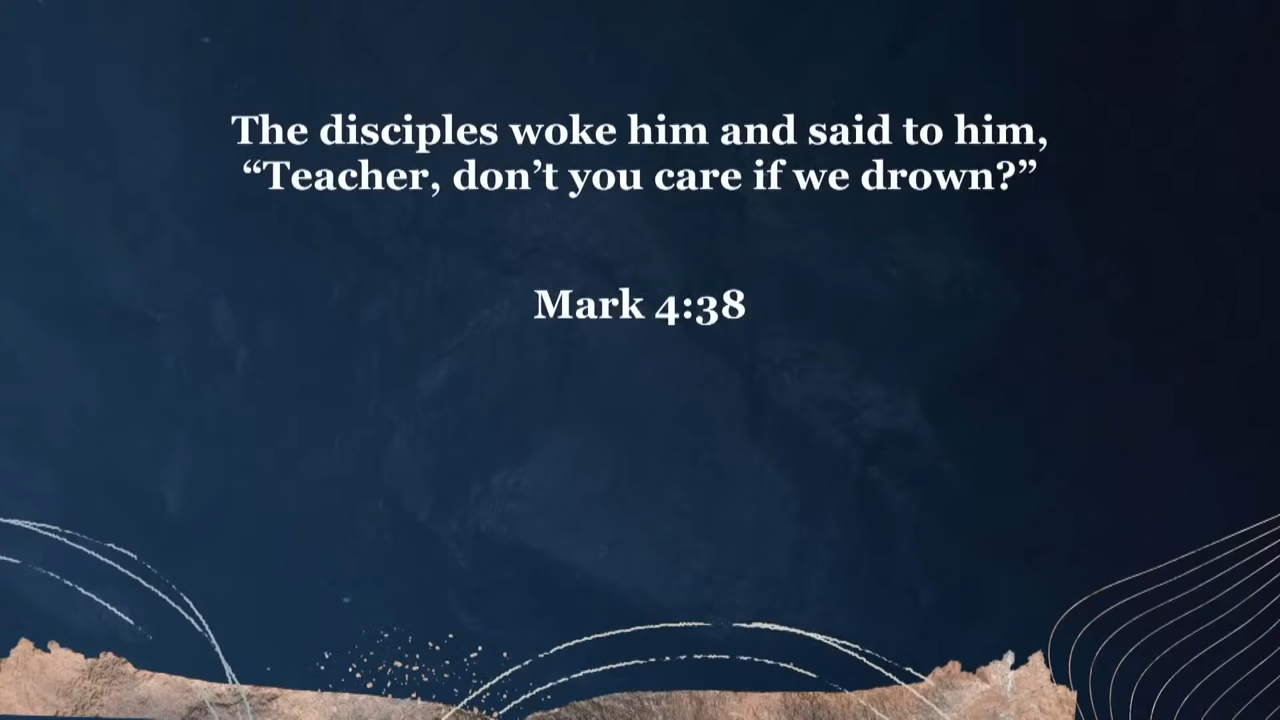 The disciples woke him and said to him,
“Teacher, don’t you care if we drown?”
Mark 4:38